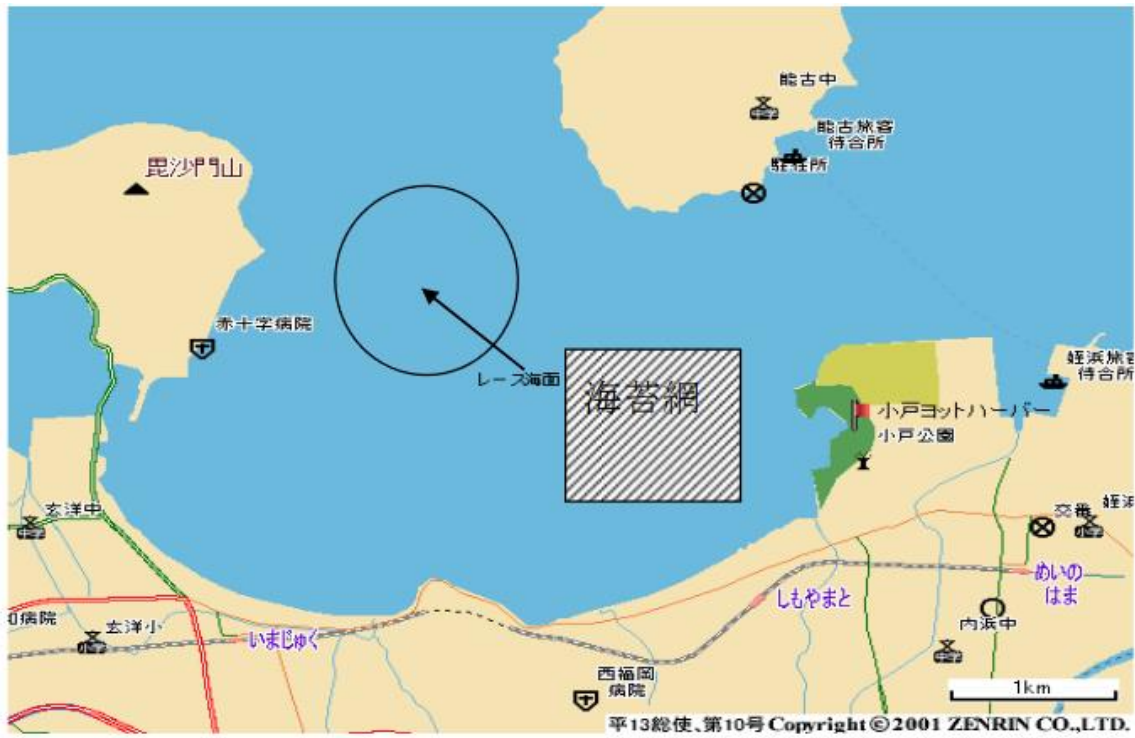 能古中
能古旅客
待合所
駐在所
毘沙門山
赤十字病院
レース海面
海苔網
姪浜旅客
待合所
小戸ヨットハーバー
小戸公園
玄洋中
交番
姪浜
めいの
はま
しもやまと
いまじゅく
内浜中
和病院
玄洋小
西福岡
病院
1km
平13総使、第10号 Copyright © 2001 ZENRIN CO.,LTD.